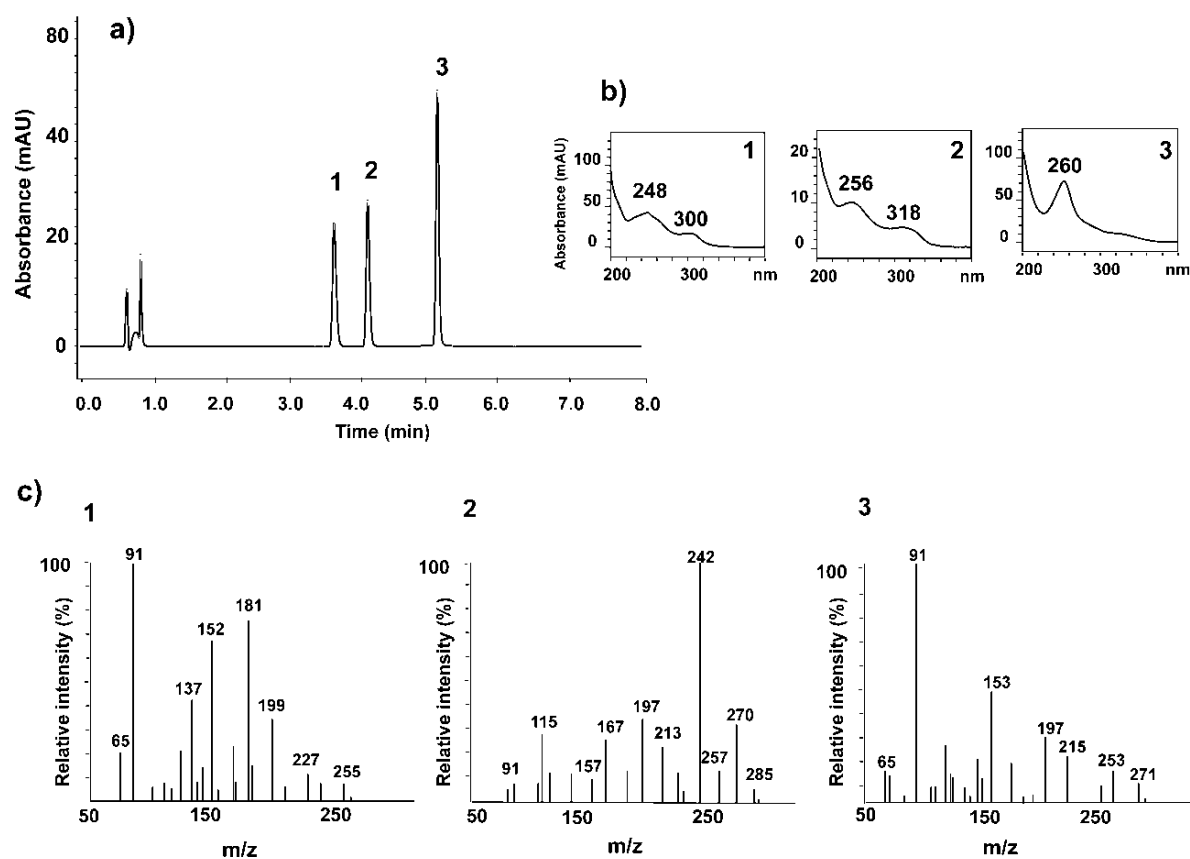 a)
80
40
20
0
Absorbance (mAU)
1
2
3
0.0 1.0 2.0 3.0 4.0 5.0 6.0 7.0 8.0
Time (min)
b)
Absorbance (mAU)
100
50
0
1
248
300
200 300 nm
20
10
0
2
256
318
200 300 nm
100
50
0
3
260
200 300 nm
c)
1
Relative intensity (%)
100
91
181
152
137
199
65
227
255
50 150 250
m/z
2
Relative intensity (%)
100
242
115
197
270
167
213
91
157
257
285
50 150 250
m/z
3
Relative intensity (%)
100
91
153
197
215
65
253
271
50 150 250
m/z